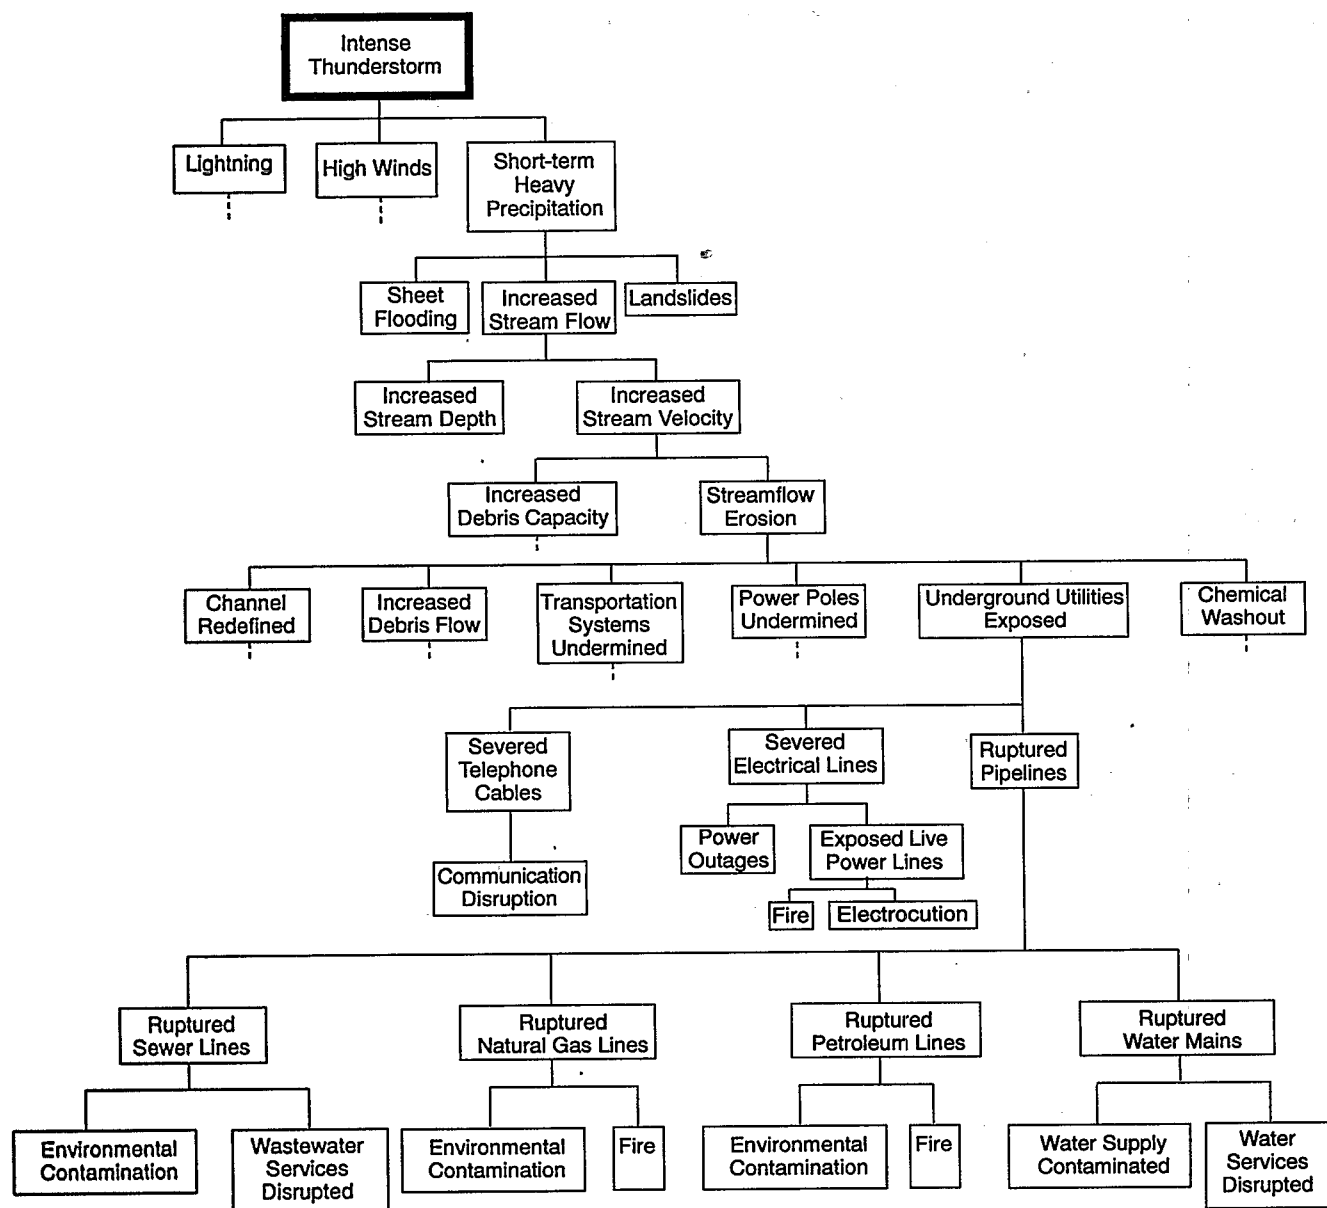 Intense
Thunderstorm
Lightning
High Winds
Short-term
Heavy
Precipitation
Sheet
Flooding
Increased
Stream Flow
Landslides
Increased
Stream Depth
Increased
Stream Velocity
Increased
Debris Capacity
Streamflow
Erosion
Channel
Redefined
Increased
Debris Flow
Transportation
Systems
Undermined
Power Poles
Undermined
Underground Utilities
Exposed
Chemical
Washout
Severed
Telephone
Cables
Severed
Electrical Lines
Ruptured
Pipelines
Communication
Disruption
Power
Outages
Exposed Live
Power Lines
Fire
Electrocution
Ruptured
Sewer Lines
Ruptured
Natural Gas Lines
Ruptured
Petroleum Lines
Ruptured
Water Mains
Environmental
Contamination
Wastewater
Services
Disrupted
Environmental
Contamination
Fire
Environmental
Contamination
Fire
Water Supply
Contaminated
Water
Services
Disrupted